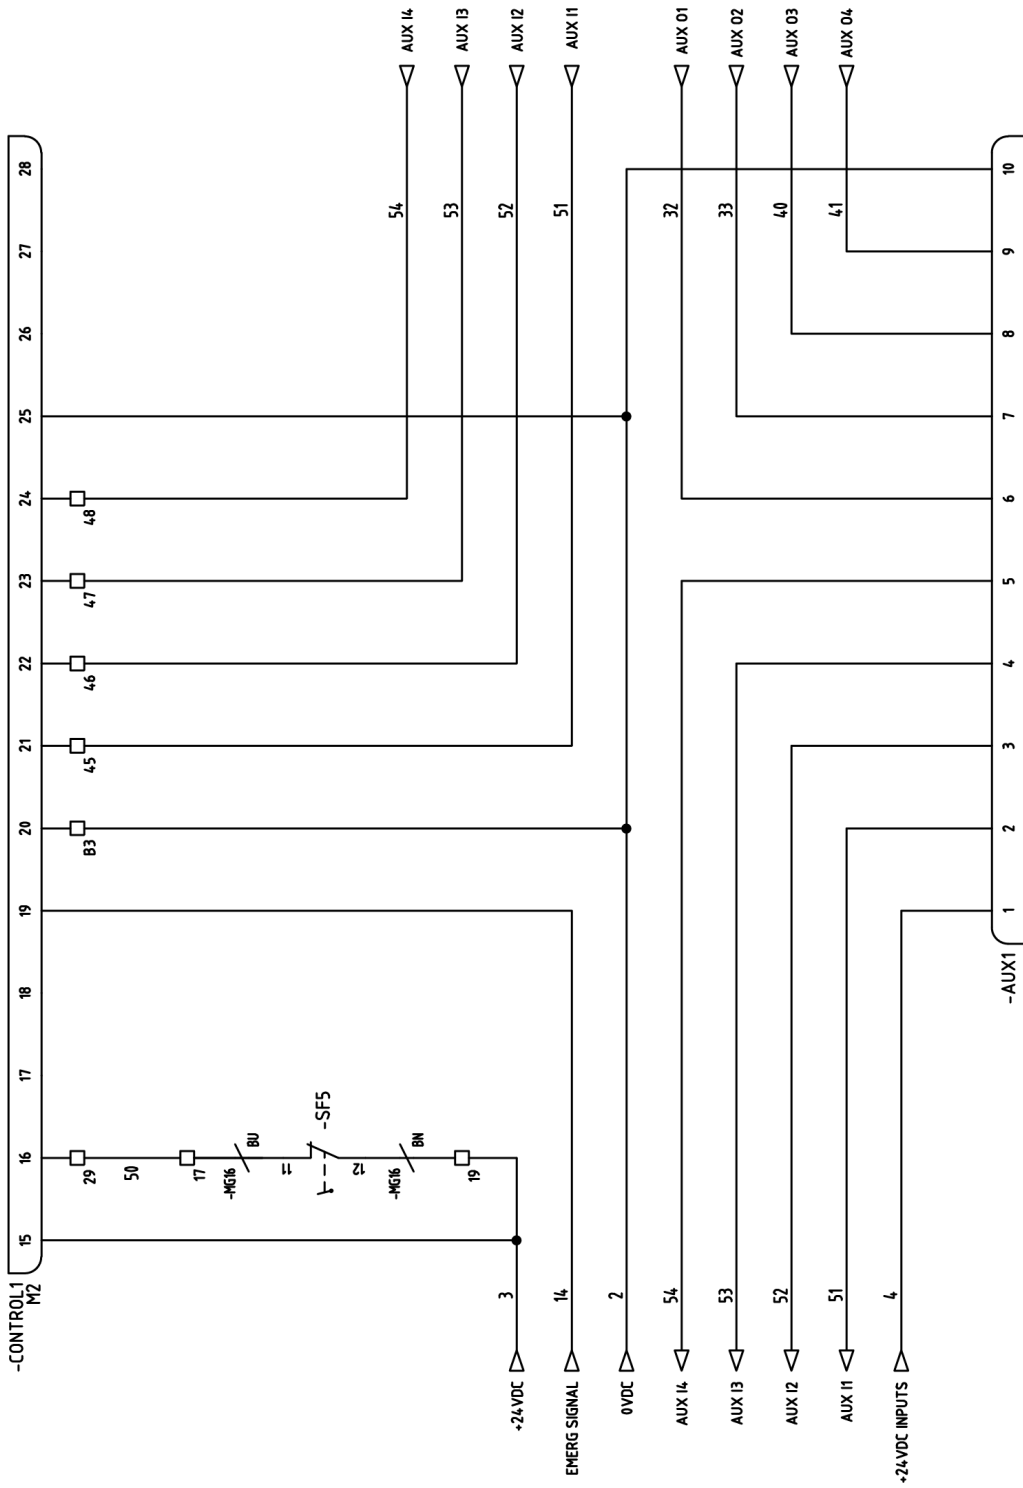 -CONTROL1
M2
15 16 17 18 19 20 21 22 23 24 25 26 27 28
29 B3 45 46 47 48
50
17
-MG16 BU
11
-SF5
12
-MG16 BN
54 AUX I4
19 53 AUX I3
+24VDC 3 52 AUX I2
EMERG SIGNAL 14 51 AUX I1
0VDC 2
AUX I4 54 32 AUX O1
AUX I3 53 33 AUX O2
AUX I2 52 40 AUX O3
AUX I1 51 41 AUX O4
+24VDC INPUTS 4
-AUX1
1 2 3 4 5 6 7 8 9 10